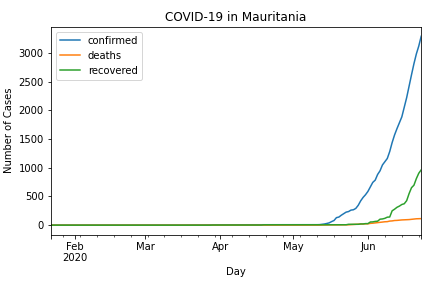 COVID-19 in Mauritania
confirmed
deaths
recovered
Number of Cases
3000
2500
2000
1500
1000
500
0
Feb
2020
Mar
Apr
May
Jun
Day